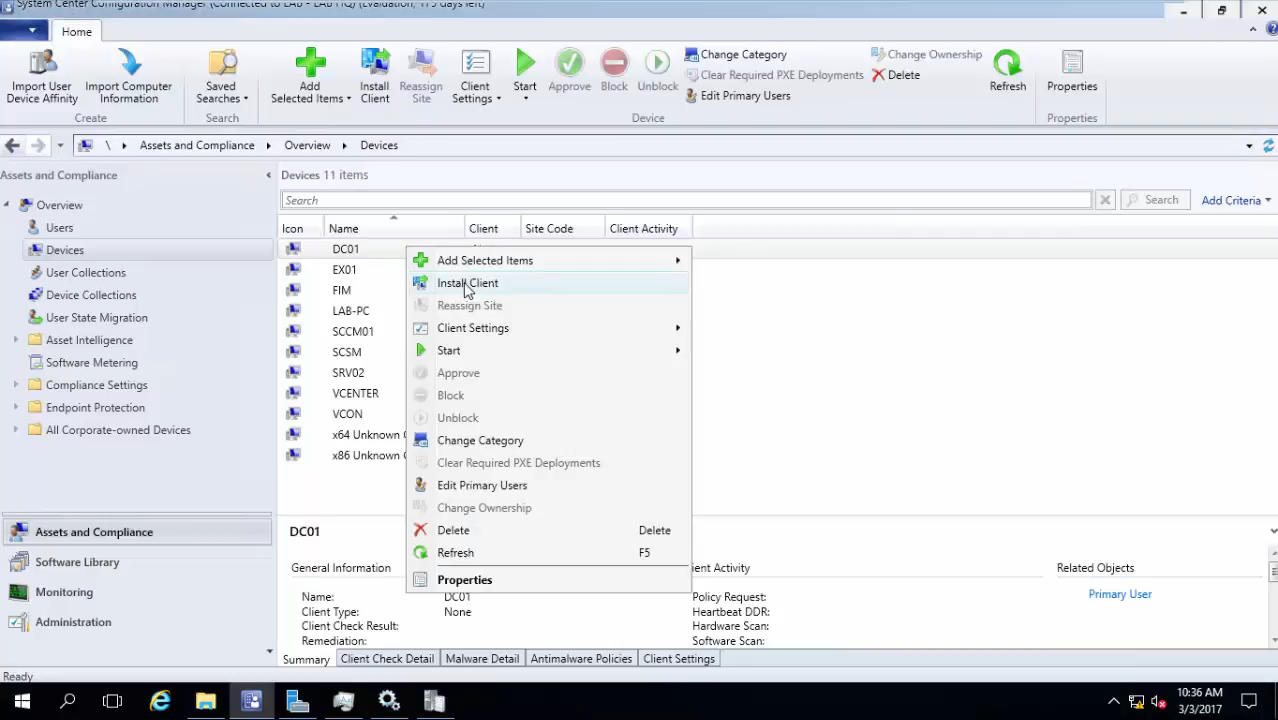 System Center Configuration Manager (Connected to LAB - LAB HQ) (Evaluation, 175 days left)
Home
Import User
Device Affinity
Import Computer
Information
Saved
Searches
Add
Selected Items
Install
Client
Reassign
Site
Client
Settings
Start
Approve
Block
Unblock
Change Category
Clear Required PXE Deployments
Edit Primary Users
Change Ownership
Delete
Refresh
Properties
Create
Search
Device
Properties
\ Assets and Compliance Overview Devices
Assets and Compliance
Overview
Users
Devices
User Collections
Device Collections
User State Migration
Asset Intelligence
Software Metering
Compliance Settings
Endpoint Protection
All Corporate-owned Devices
Assets and Compliance
Software Library
Monitoring
Administration
Devices 11 items
Search
Search
Add Criteria
Icon Name Client Site Code Client Activity
DC01
EX01
FIM
LAB-PC
SCCM01
SCSM
SRV02
VCENTER
VCON
x64 Unknown
x86 Unknown
Add Selected Items
Install Client
Reassign Site
Client Settings
Start
Approve
Block
Unblock
Change Category
Clear Required PXE Deployments
Edit Primary Users
Change Ownership
Delete Delete
Refresh F5
Properties
DC01
General Information
Name: DC01
Client Type: None
Client Check Result:
Remediation:
ient Activity
Policy Request:
Heartbeat DDR:
Hardware Scan:
Software Scan:
Related Objects
Primary User
Summary Client Check Detail Malware Detail Antimalware Policies Client Settings
Ready
10:36 AM
3/3/2017